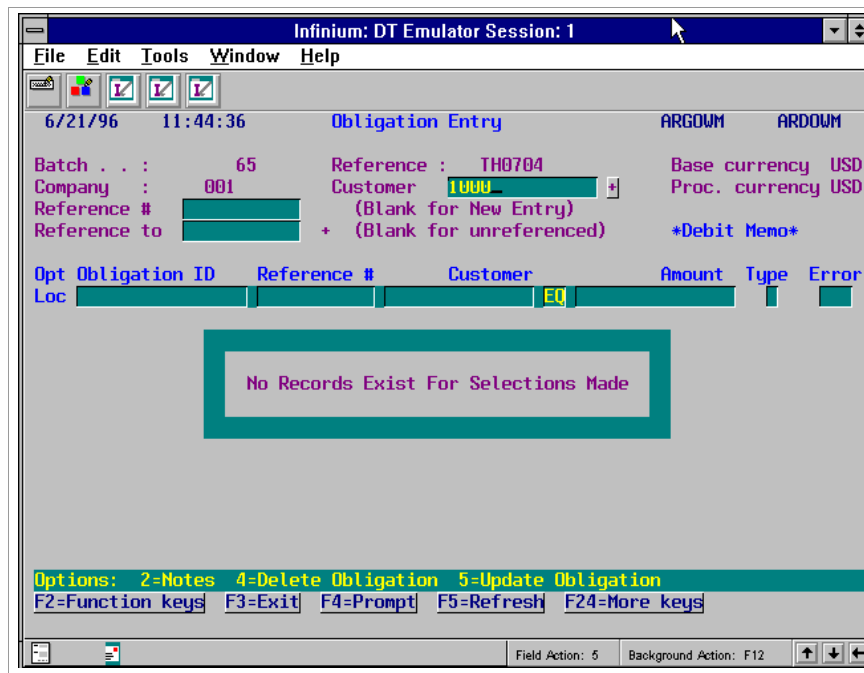 Infinium: DT Emulator Session: 1
File Edit Tools Window Help
6/21/96 11:44:36 Obligation Entry ARGOWM ARDOWM
Batch . . : 65 Reference : TH0704 Base currency USD
Company : 001 Customer 1000_ + Proc. currency USD
Reference # (Blank for New Entry)
Reference to + (Blank for unreferenced) *Debit Memo*
Opt Obligation ID Reference # Customer Amount Type Error
Loc EQ
No Records Exist For Selections Made
Options: 2=Notes 4=Delete Obligation 5=Update Obligation
F2=Function keys F3=Exit F4=Prompt F5=Refresh F24=More keys
Field Action: 5 Background Action: F12